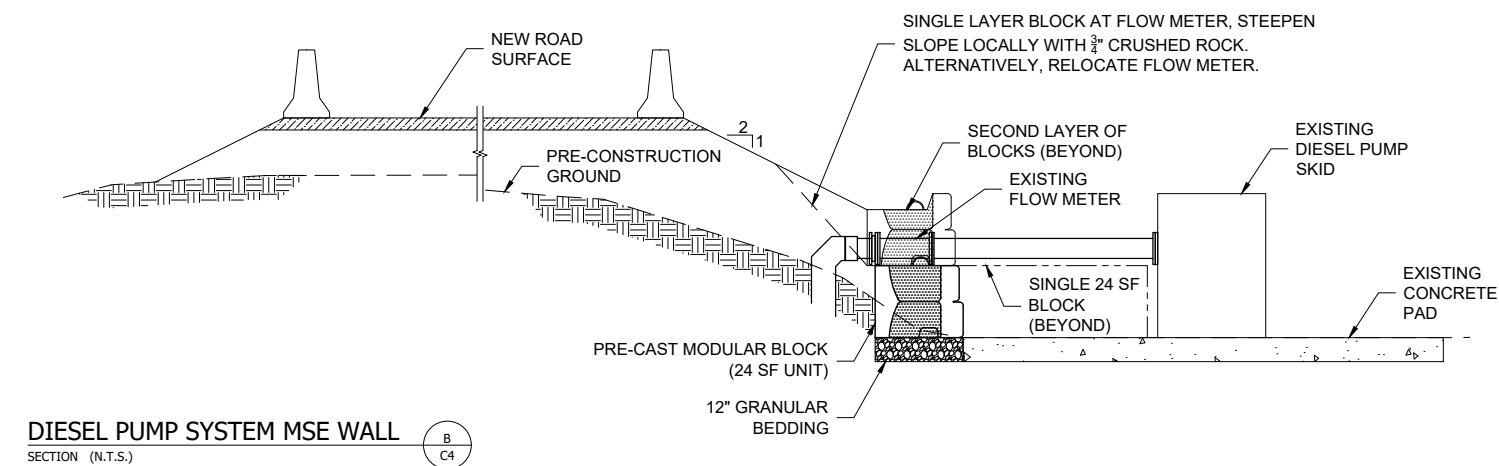 SINGLE LAYER BLOCK AT FLOW METER, STEEPEN
SLOPE LOCALLY WITH 3/4" CRUSHED ROCK.
ALTERNATIVELY, RELOCATE FLOW METER.
NEW ROAD
SURFACE
2
1
SECOND LAYER OF
BLOCKS (BEYOND)
EXISTING
DIESEL PUMP
SKID
PRE-CONSTRUCTION
GROUND
EXISTING
FLOW METER
SINGLE 24 SF
BLOCK
(BEYOND)
EXISTING
CONCRETE
PAD
PRE-CAST MODULAR BLOCK
(24 SF UNIT)
12" GRANULAR
BEDDING
DIESEL PUMP SYSTEM MSE WALL
SECTION (N.T.S.)
B
C4